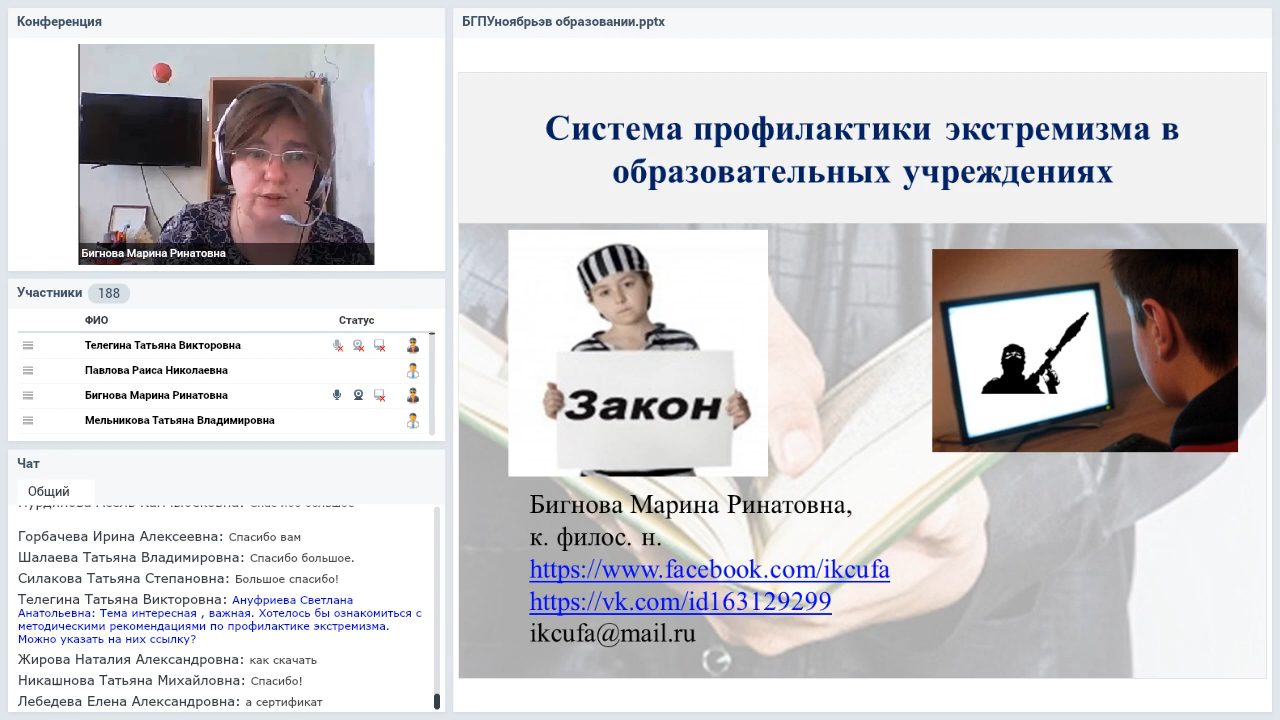 Конференция
Бигнова Марина Ринатовна
Участники 188
ФИО Статус
Телегина Татьяна Викторовна
Павлова Раиса Николаевна
Бигнова Марина Ринатовна
Мельникова Татьяна Владимировна
Чат
Общий
Горбачева Ирина Алексеевна: Спасибо вам
Шалаева Татьяна Владимировна: Спасибо большое.
Силакова Татьяна Степановна: Большое спасибо!
Телегина Татьяна Викторовна: Ануфриева Светлана
Анатольевна: Тема интересная , важная. Хотелось бы ознакомиться с
методическими рекомендациями по профилактике экстремизма.
Можно указать на них ссылку?
Жирова Наталия Александровна: как скачать
Никашнова Татьяна Михайловна: Спасибо!
Лебедева Елена Александровна: а сертификат
БГПУноябрьэв образовании.pptx
Система профилактики экстремизма в
образовательных учреждениях
Закон
Бигнова Марина Ринатовна,
к. филос. н.
https://www.facebook.com/ikcufa
https://vk.com/id163129299
ikcufa@mail.ru